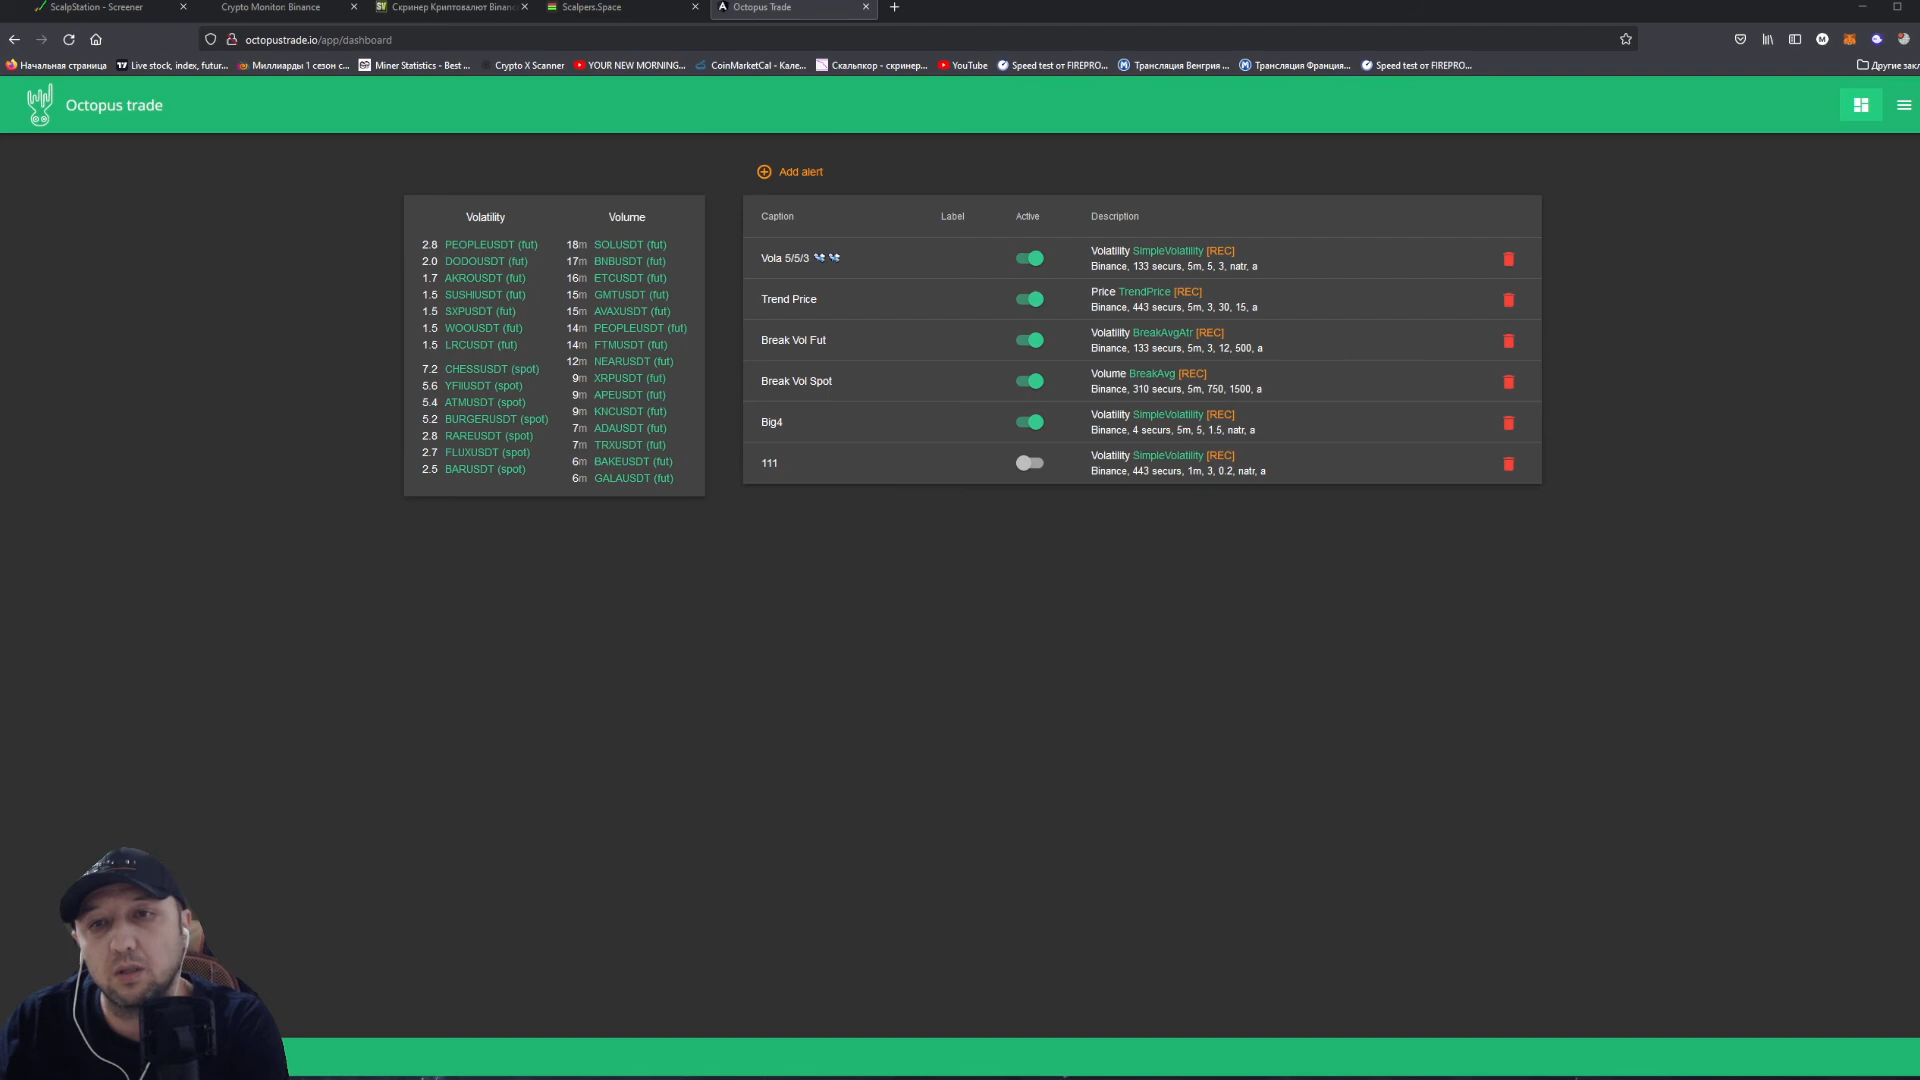 ScalpStation - Screener
Crypto Monitor: Binance
SV Скринер Криптовалют Binanc
Scalpers.Space
Octopus Trade
octopustrade.io/app/dashboard
Начальная страница
Live stock, index, futur...
Миллиарды 1 сезон с...
Miner Statistics - Best ...
Crypto X Scanner
YOUR NEW MORNING...
CoinMarketCal - Кале...
Скальпкор - скринер...
YouTube
Speed test от FIREPRO...
Трансляция Венгрия ...
Трансляция Франция...
Speed test от FIREPRO...
Octopus trade
Add alert
Volatility
2.8 PEOPLEUSDT (fut)
2.0 DODOUSDT (fut)
1.7 AKROUSDT (fut)
1.5 SUSHIUSDT (fut)
1.5 SXPUSDT (fut)
1.5 WOOUSDT (fut)
1.5 LRCUSDT (fut)
7.2 CHESSUSDT (spot)
5.6 YFIIUSDT (spot)
5.4 ATMUSDT (spot)
5.2 BURGERUSDT (spot)
2.8 RAREUSDT (spot)
2.7 FLUXUSDT (spot)
2.5 BARUSDT (spot)
Volume
18m SOLUSDT (fut)
17m BNBUSDT (fut)
16m ETCUSDT (fut)
15m GMTUSDT (fut)
15m AVAXUSDT (fut)
14m PEOPLEUSDT (fut)
14m FTMUSDT (fut)
12m NEARUSDT (fut)
9m XRPUSDT (fut)
9m APEUSDT (fut)
9m KNCUSDT (fut)
7m ADAUSDT (fut)
7m TRXUSDT (fut)
6m BAKEUSDT (fut)
6m GALAUSDT (fut)
Caption Label Active Description
Vola 5/5/3
Volatility SimpleVolatility [REC]
Binance, 133 securs, 5m, 5, 3, natr, a
Trend Price
Price TrendPrice [REC]
Binance, 443 securs, 5m, 3, 30, 15, a
Break Vol Fut
Volatility BreakAvgAtr [REC]
Binance, 133 securs, 5m, 3, 12, 500, a
Break Vol Spot
Volume BreakAvg [REC]
Binance, 310 securs, 5m, 750, 1500, a
Big4
Volatility SimpleVolatility [REC]
Binance, 4 securs, 5m, 5, 1.5, natr, a
111
Volatility SimpleVolatility [REC]
Binance, 443 securs, 1m, 3, 0.2, natr, a